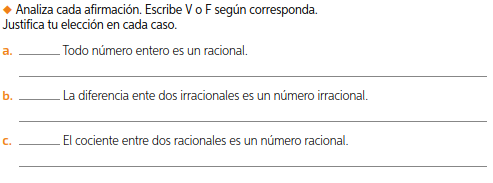 ◆ Analiza cada afirmación. Escribe V o F según corresponda.
Justifica tu elección en cada caso.
a. ______ Todo número entero es un racional.
b. ______ La diferencia ente dos irracionales es un número irracional.
c. ______ El cociente entre dos racionales es un número racional.